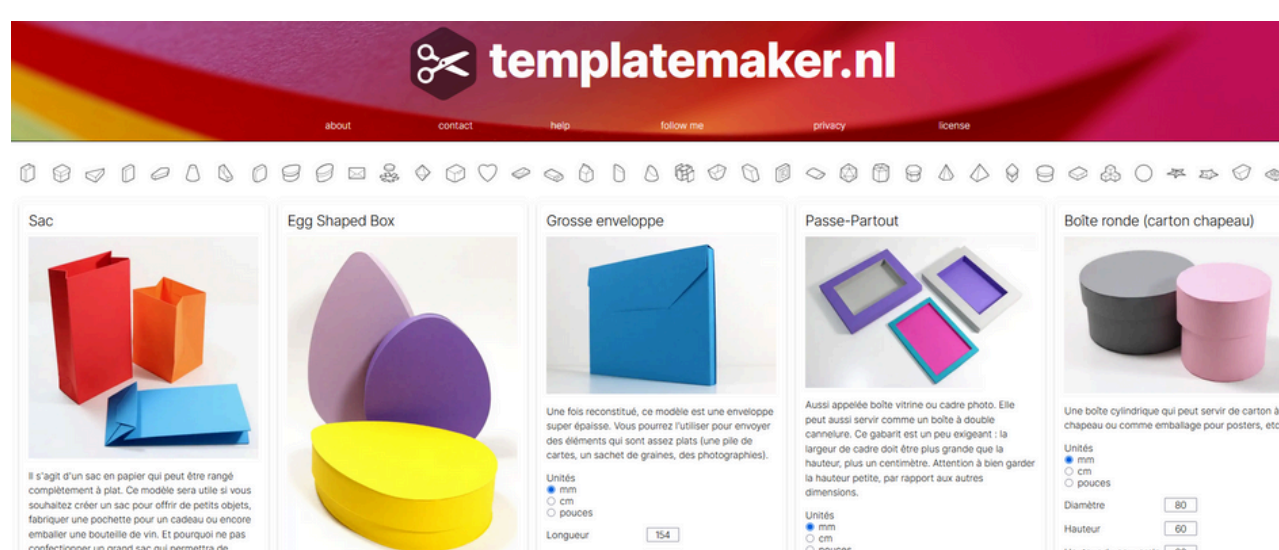 templatemaker.nl
about contact help follow me privacy license
Sac
Il s'agit d'un sac en papier qui peut être rangé
complètement à plat. Ce modèle sera utile si vous
souhaitez créer un sac pour offrir de petits objets,
fabriquer une pochette pour un cadeau ou encore
emballer une bouteille de vin. Et pourquoi ne pas
confectionner un grand sac qui permettra de
Egg Shaped Box
Grosse enveloppe
Une fois reconstitué, ce modèle est une enveloppe
super épaisse. Vous pourrez l'utiliser pour envoyer
des éléments qui sont assez plats (une pile de
cartes, un sachet de graines, des photographies).
Unités
mm
cm
pouces
Longueur 154
Passe-Partout
Aussi appelée boîte vitrine ou cadre photo. Elle
peut aussi servir comme un boîte à double
cannelure. Ce gabarit est un peu exigeant : la
largeur de cadre doit être plus grande que la
hauteur, plus un centimètre. Attention à bien garder
la hauteur petite, par rapport aux autres
dimensions.
Unités
mm
cm
pouces
Boîte ronde (carton chapeau)
Une boîte cylindrique qui peut servir de carton à
chapeau ou comme emballage pour posters, etc
Unités
mm
cm
pouces
Diamètre 80
Hauteur 60